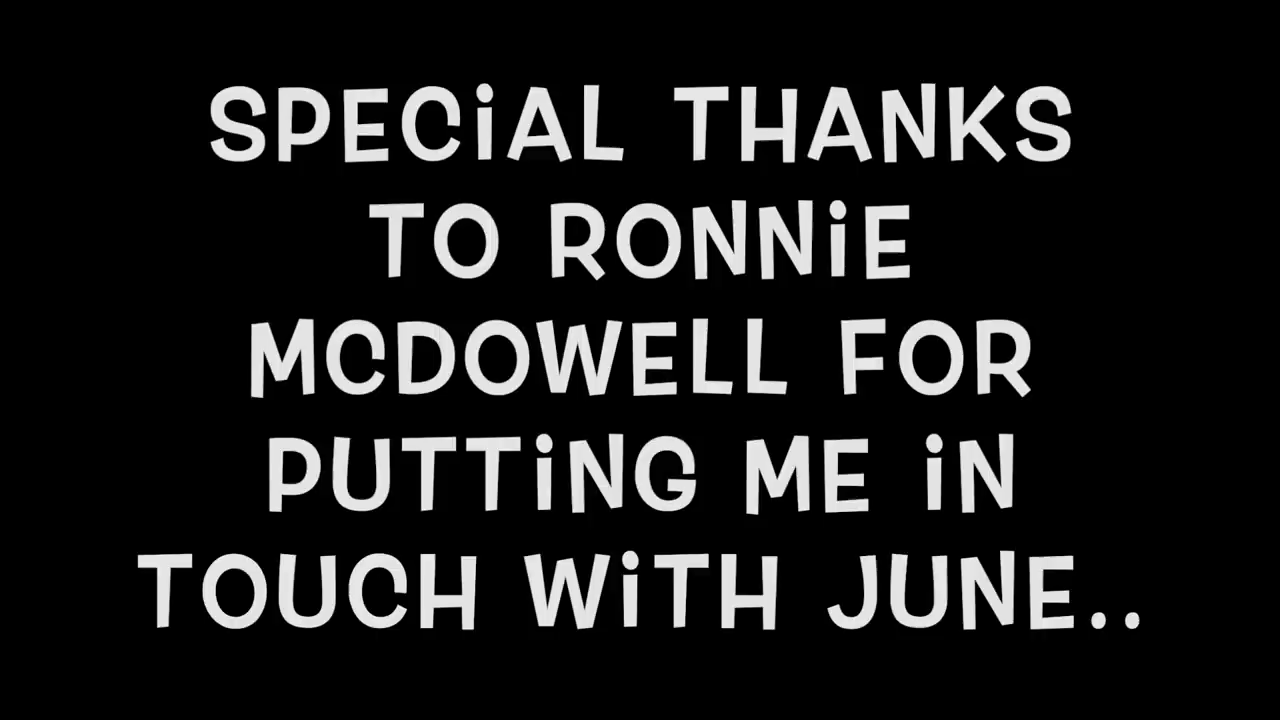 SPECiAL THANKS
TO RONNiE
MCDOWELL FOR
PUTTiNG ME iN
TOUCH WiTH JUNE..